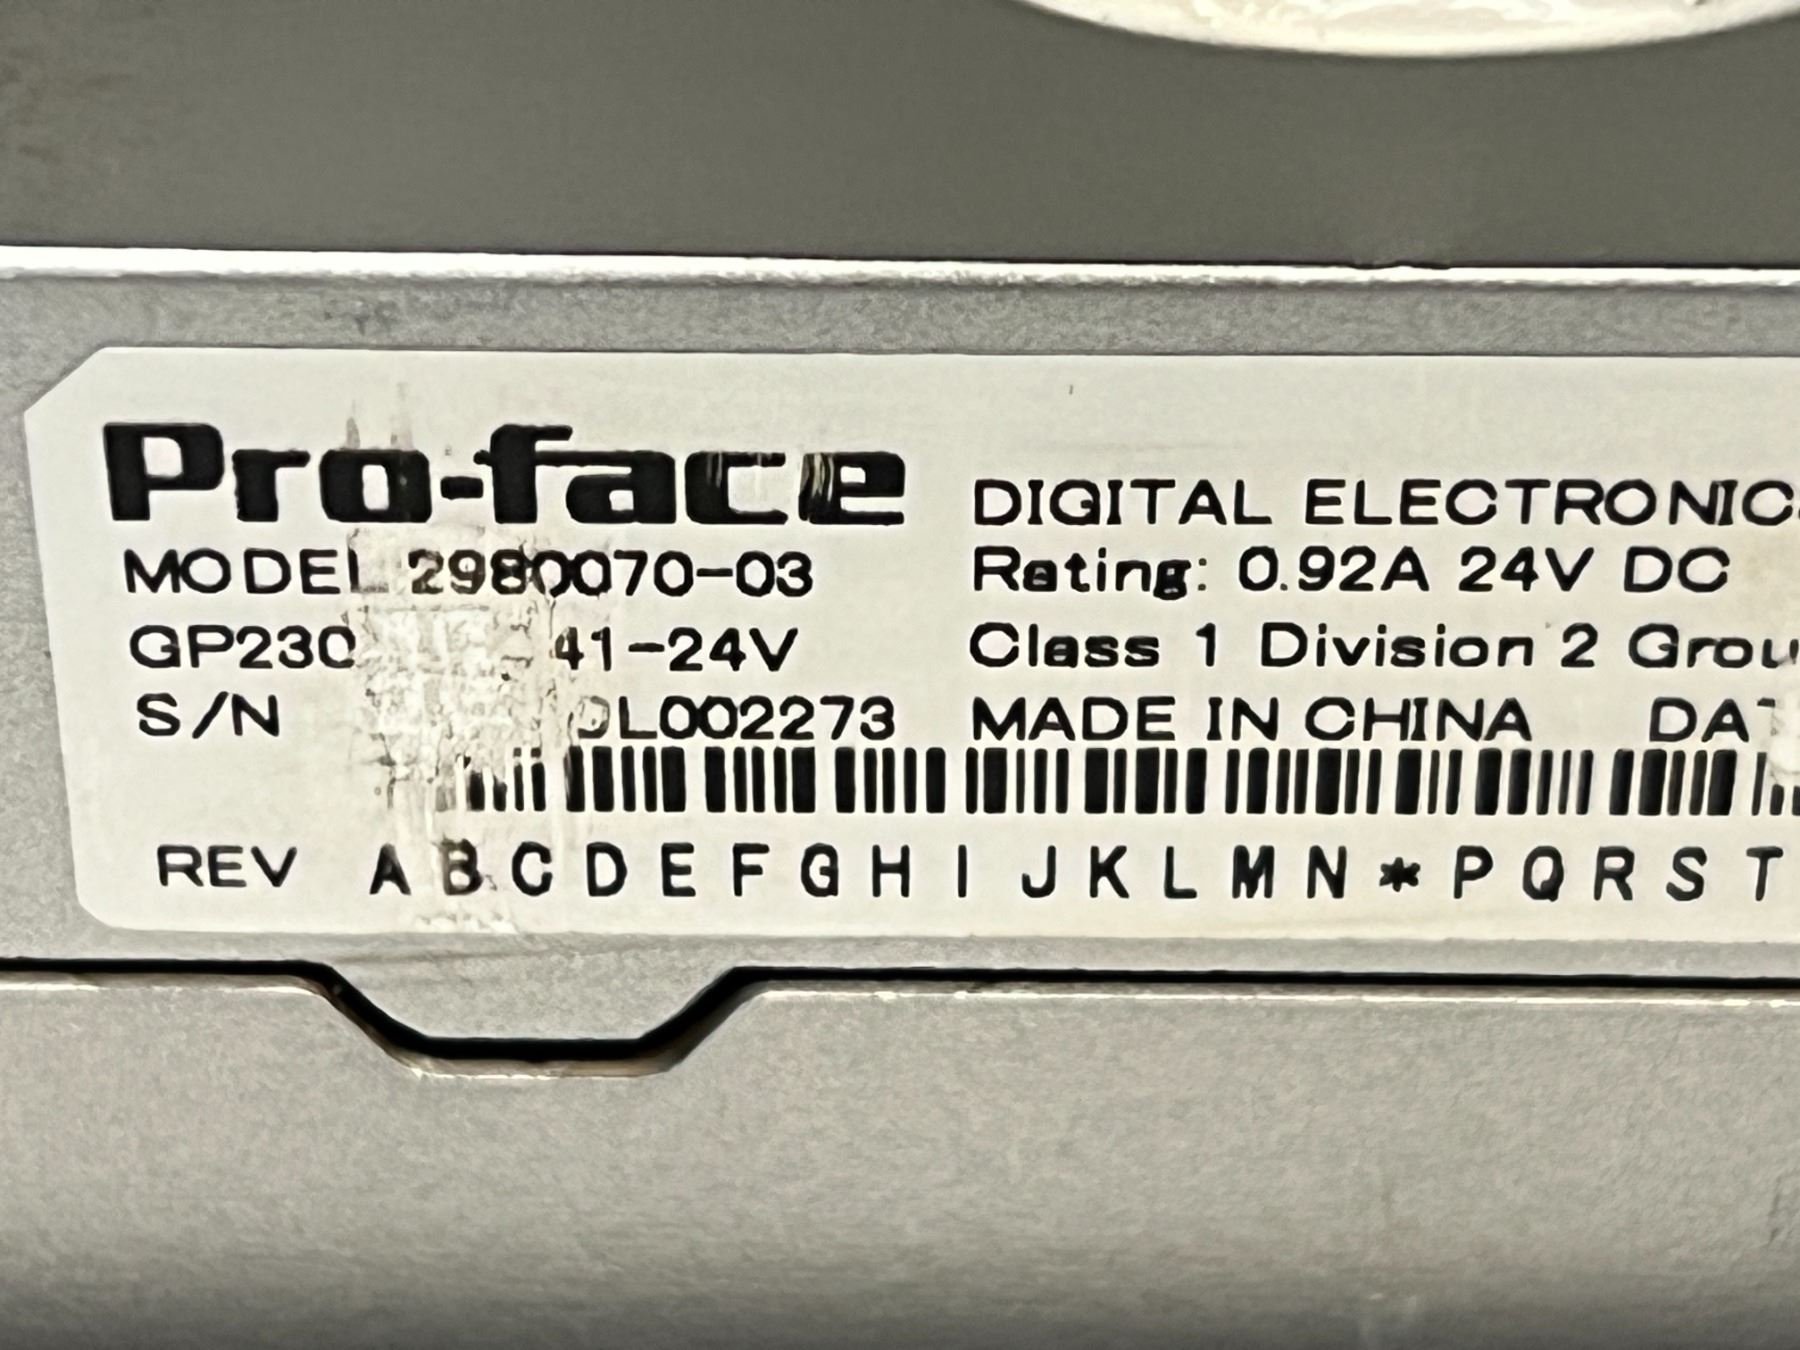 Pro-face
MODEL 2980070-03
GP230 41-24V
S/N L002273
DIGITAL ELECTRONIC
Rating: 0.92A 24V DC
Class 1 Division 2
MADE IN CHINA
REV A B C D E F G H I J K L M N * P Q R S T